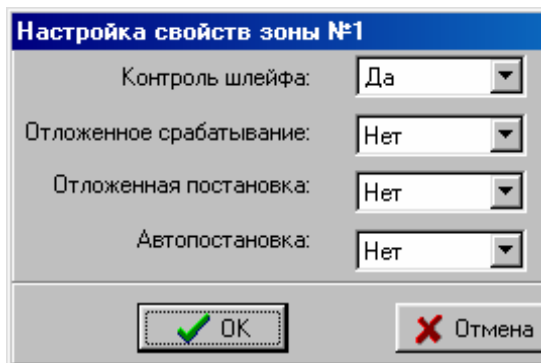 Настройка свойств зоны №1
Контроль шлейфа: Да
Отложенное срабатывание: Нет
Отложенная постановка: Нет
Автопостановка: Нет
OK Отмена